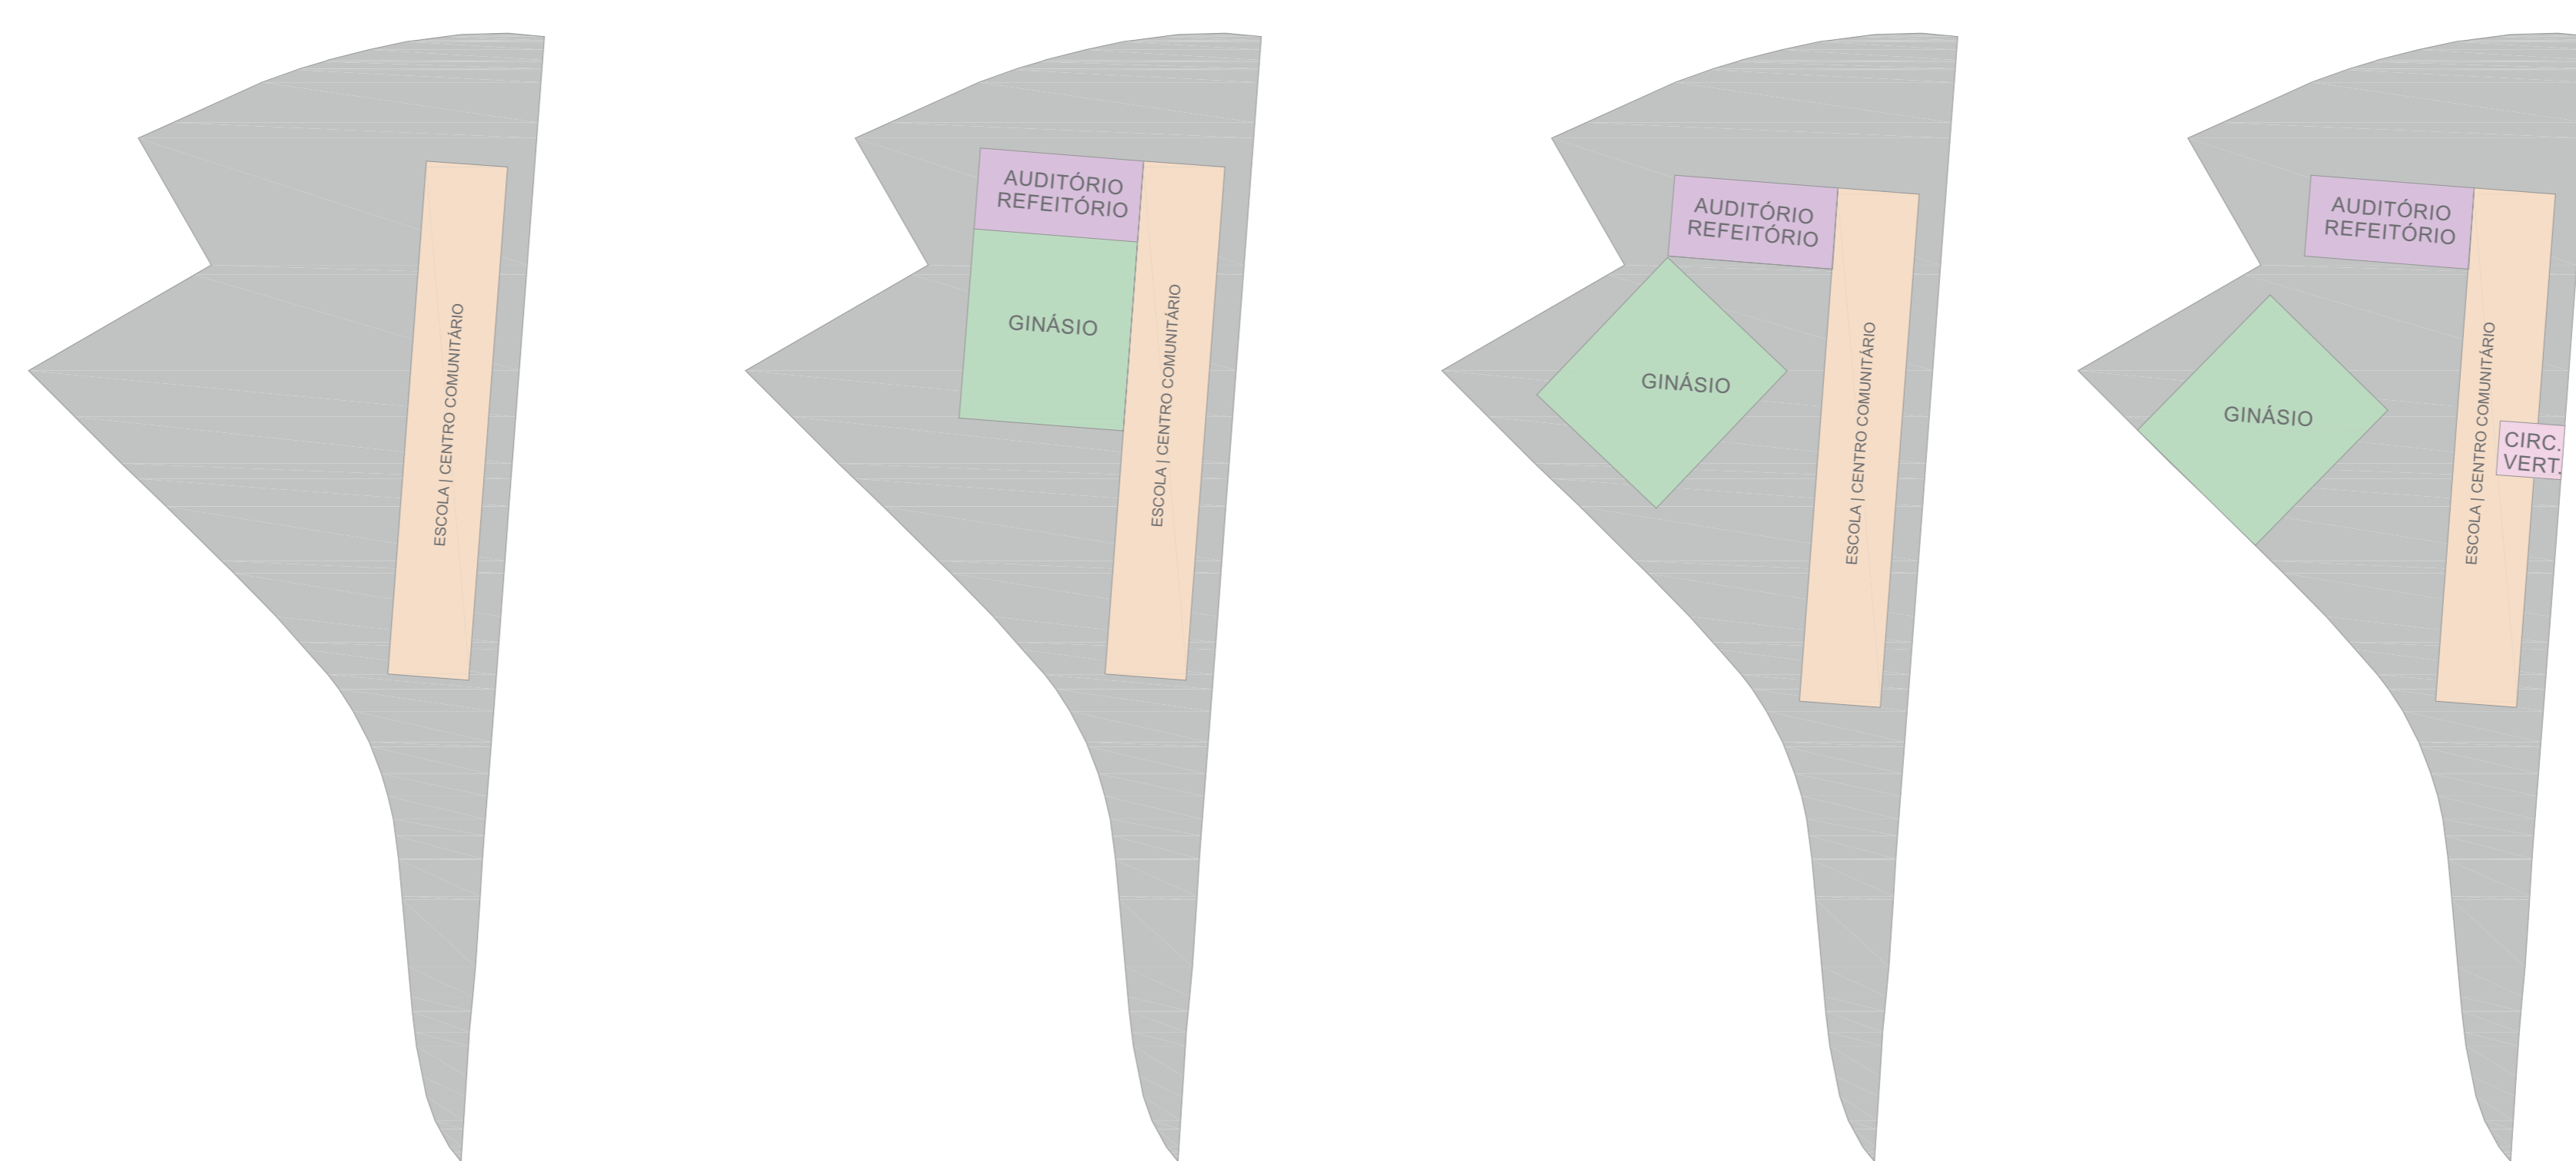 ESCOLA | CENTRO COMUNITÁRIO
AUDITÓRIO
REFEITÓRIO
GINÁSIO
ESCOLA | CENTRO COMUNITÁRIO
AUDITÓRIO
REFEITÓRIO
GINÁSIO
ESCOLA | CENTRO COMUNITÁRIO
AUDITÓRIO
REFEITÓRIO
GINÁSIO
ESCOLA | CENTRO COMUNITÁRIO
CIRC.
VERT.